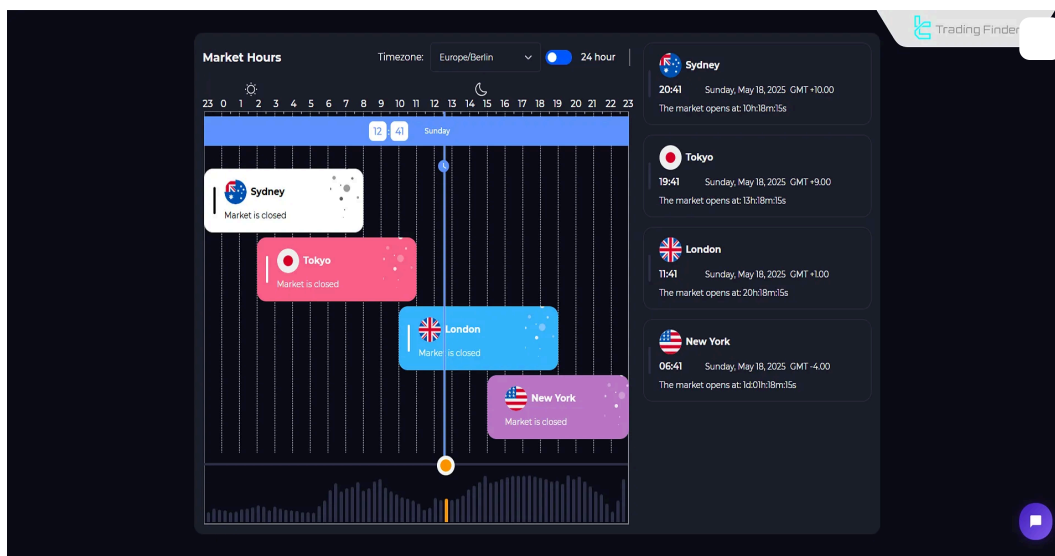 Trading Finder
Market Hours
Timezone: Europe/Berlin 24 hour
23 0 1 2 3 4 5 6 7 8 9 10 11 12 13 14 15 16 17 18 19 20 21 22 23
12 : 41 Sunday
Sydney
Market is closed
Tokyo
Market is closed
London
Market is closed
New York
Market is closed
Sydney
20:41 Sunday, May 18, 2025 GMT +10.00
The market opens at: 10h:18m:15s
Tokyo
19:41 Sunday, May 18, 2025 GMT +9.00
The market opens at: 13h:18m:15s
London
11:41 Sunday, May 18, 2025 GMT +1.00
The market opens at: 20h:18m:15s
New York
06:41 Sunday, May 18, 2025 GMT -4.00
The market opens at: 1d:01h:18m:15s